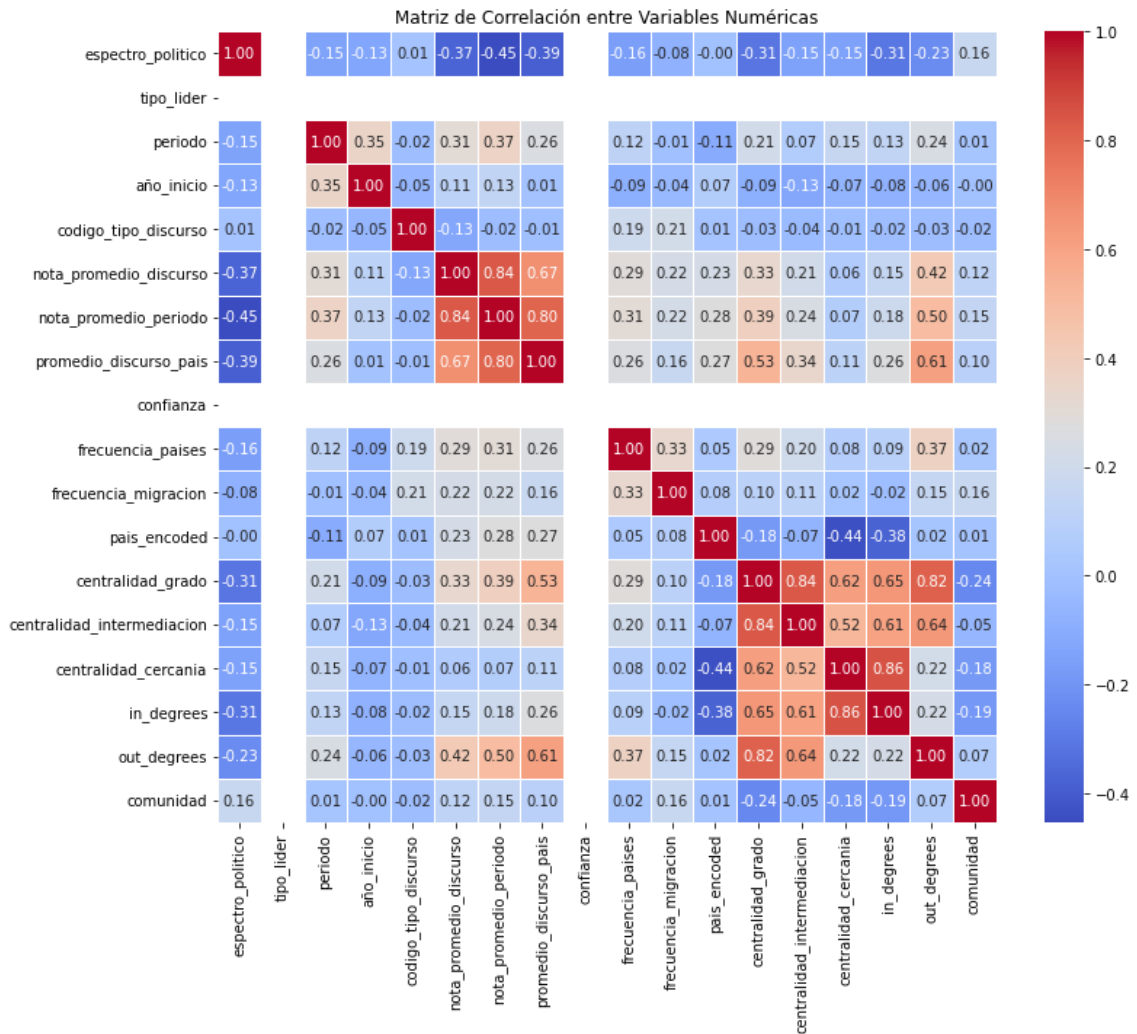 Matriz de Correlación entre Variables Numéricas
espectro_politico 1.00 -0.15 -0.13 0.01 -0.37 -0.45 -0.39 -0.16 -0.08 -0.00 -0.31 -0.15 -0.15 -0.31 -0.23 0.16
tipo_lider
periodo -0.15 1.00 0.35 -0.02 0.31 0.37 0.26 0.12 -0.01 -0.11 0.21 0.07 0.15 0.13 0.24 0.01
año_inicio -0.13 0.35 1.00 -0.05 0.11 0.13 0.01 -0.09 -0.04 0.07 -0.09 -0.13 -0.07 -0.08 -0.06 -0.00
codigo_tipo_discurso 0.01 -0.02 -0.05 1.00 -0.13 -0.02 -0.01 0.19 0.21 0.01 -0.03 -0.04 -0.01 -0.02 -0.03 -0.02
nota_promedio_discurso -0.37 0.31 0.11 -0.13 1.00 0.84 0.67 0.29 0.22 0.23 0.33 0.21 0.06 0.15 0.42 0.12
nota_promedio_periodo -0.45 0.37 0.13 -0.02 0.84 1.00 0.80 0.31 0.22 0.28 0.39 0.24 0.07 0.18 0.50 0.15
promedio_discurso_pais -0.39 0.26 0.01 -0.01 0.67 0.80 1.00 0.26 0.16 0.27 0.53 0.34 0.11 0.26 0.61 0.10
confianza
frecuencia_paises -0.16 0.12 -0.09 0.19 0.29 0.31 0.26 1.00 0.33 0.05 0.29 0.20 0.08 0.09 0.37 0.02
frecuencia_migracion -0.08 -0.01 -0.04 0.21 0.22 0.22 0.16 0.33 1.00 0.08 0.10 0.11 0.02 -0.02 0.15 0.16
pais_encoded -0.00 -0.11 0.07 0.01 0.23 0.28 0.27 0.05 0.08 1.00 -0.18 -0.07 -0.44 -0.38 0.02 0.01
centralidad_grado -0.31 0.21 -0.09 -0.03 0.33 0.39 0.53 0.29 0.10 -0.18 1.00 0.84 0.62 0.65 0.82 -0.24
centralidad_intermediacion -0.15 0.07 -0.13 -0.04 0.21 0.24 0.34 0.20 0.11 -0.07 0.84 1.00 0.52 0.61 0.64 -0.05
centralidad_cercanía -0.15 0.15 -0.07 -0.01 0.06 0.07 0.11 0.08 0.02 -0.44 0.62 0.52 1.00 0.86 0.22 -0.18
in_degrees -0.31 0.13 -0.08 -0.02 0.15 0.18 0.26 0.09 -0.02 -0.38 0.65 0.61 0.86 1.00 0.22 -0.19
out_degrees -0.23 0.24 -0.06 -0.03 0.42 0.50 0.61 0.37 0.15 0.02 0.82 0.64 0.22 0.22 1.00 0.07
comunidad 0.16 0.01 -0.00 -0.02 0.12 0.15 0.10 0.02 0.16 0.01 -0.24 -0.05 -0.18 -0.19 0.07 1.00
espectro_politico
tipo_lider
periodo
año_inicio
codigo_tipo_discurso
nota_promedio_discurso
nota_promedio_periodo
promedio_discurso_pais
confianza
frecuencia_paises
frecuencia_migracion
pais_encoded
centralidad_grado
centralidad_intermediacion
centralidad_cercanía
in_degrees
out_degrees
comunidad
1.0
0.8
0.6
0.4
0.2
0.0
−0.2
−0.4